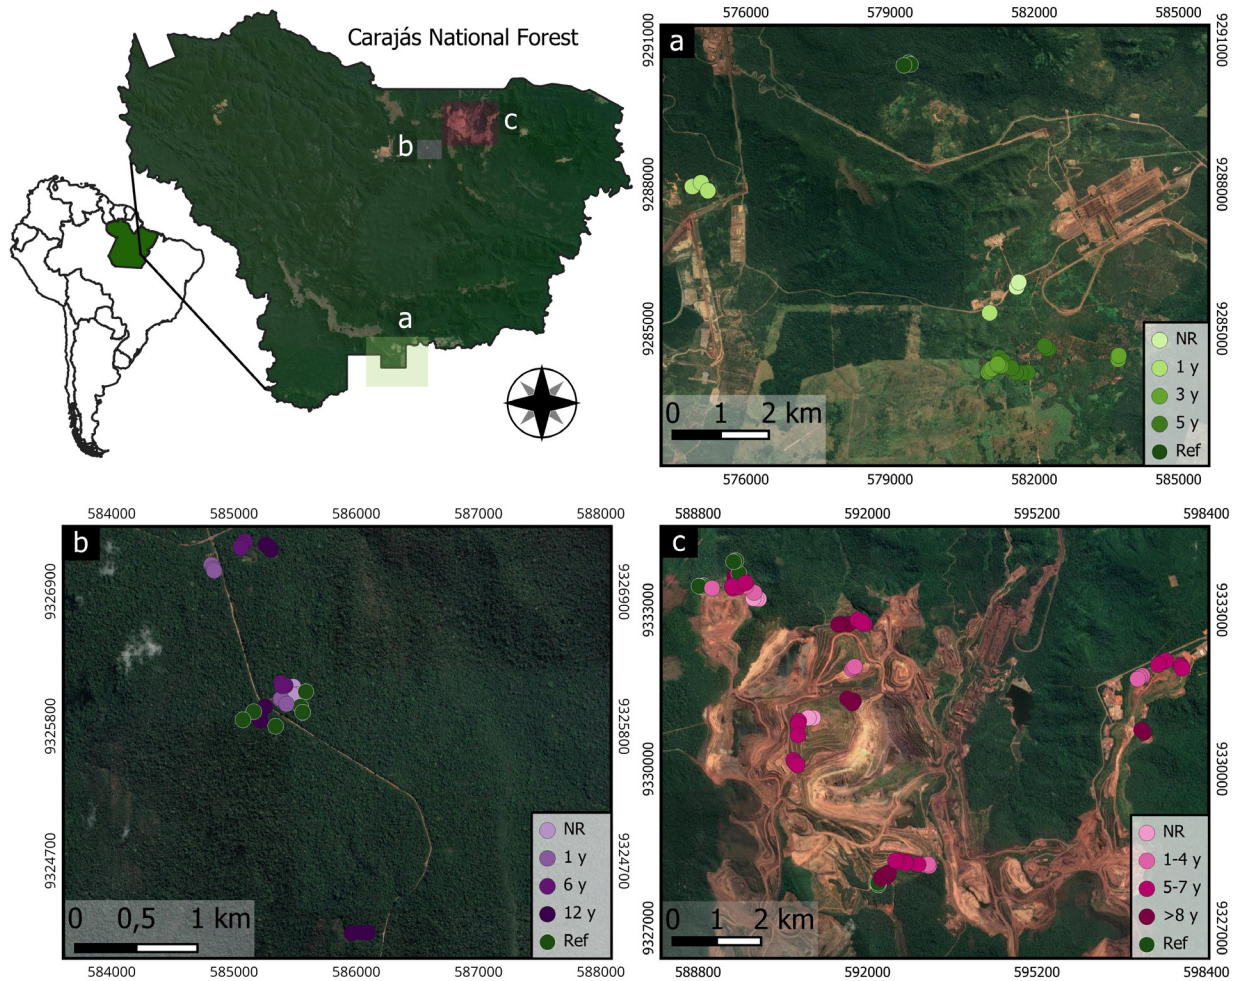 Carajás National Forest
a
b
c
a
576000
579000
582000
585000
9291000
9288000
9285000
9291000
9288000
9285000
NR
1 y
3 y
5 y
Ref
0 1 2 km
576000
579000
582000
585000
b
584000
585000
586000
587000
588000
9326900
9325800
9324700
9326900
9325800
9324700
NR
1 y
6 y
12 y
Ref
0 0,5 1 km
584000
585000
586000
587000
588000
c
588800
592000
595200
598400
9333000
9330000
9327000
9333000
9330000
9327000
NR
1-4 y
5-7 y
>8 y
Ref
0 1 2 km
588800
592000
595200
598400